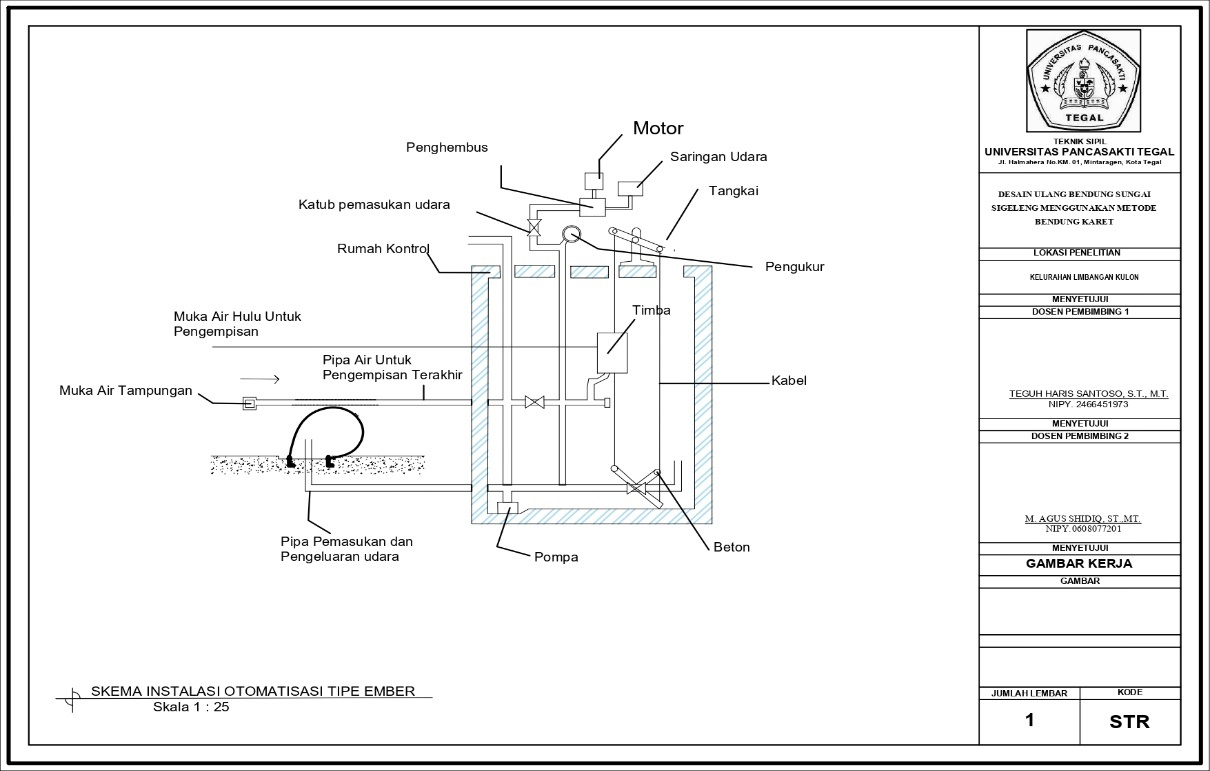 Motor
Penghembus
Saringan Udara
Tangkai
Katub pemasukan udara
Rumah Kontrol
Pengukur
Muka Air Hulu Untuk
Pengempisan
Timba
Pipa Air Untuk
Pengempisan Terakhir
Muka Air Tampungan
Kabel
Pipa Pemasukan dan
Pengeluaran udara
Pompa
Beton
SKEMA INSTALASI OTOMATISASI TIPE EMBER
Skala 1 : 25
UNIVERSITAS PANCASAKTI
TEGAL
TEKNIK SIPIL
UNIVERSITAS PANCASAKTI TEGAL
Jl. Halmahera No.KM. 01, Mintaragen, Kota Tegal
DESAIN ULANG BENDUNG SUNGAI
SIGELENG MENGGUNAKAN METODE
BENDUNG KARET
LOKASI PENELITIAN
KELURAHAN LIMBANGAN KULON
MENYETUJUI
DOSEN PEMBIMBING 1
TEGUH HARIS SANTOSO, S.T., M.T.
NIPY. 2466451973
MENYETUJUI
DOSEN PEMBIMBING 2
M. AGUS SHIDIQ, ST.,MT.
NIPY. 0608077201
MENYETUJUI
GAMBAR KERJA
GAMBAR
JUMLAH LEMBAR
KODE
1
STR